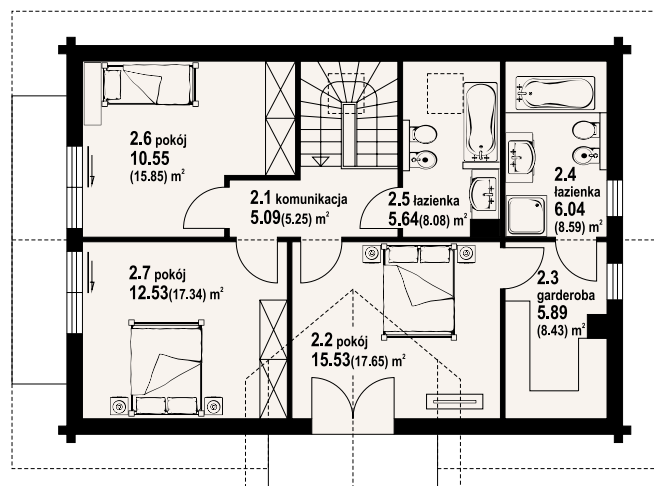 2.6 pokój
10.55
(15.85) m²
2.1 komunikacja
5.09(5.25) m²
2.5 łazienka
5.64(8.08) m²
2.4
łazienka
6.04
(8.59) m²
2.7 pokój
12.53(17.34) m²
2.2 pokój
15.53(17.65) m²
2.3
garderoba
5.89
(8.43) m²